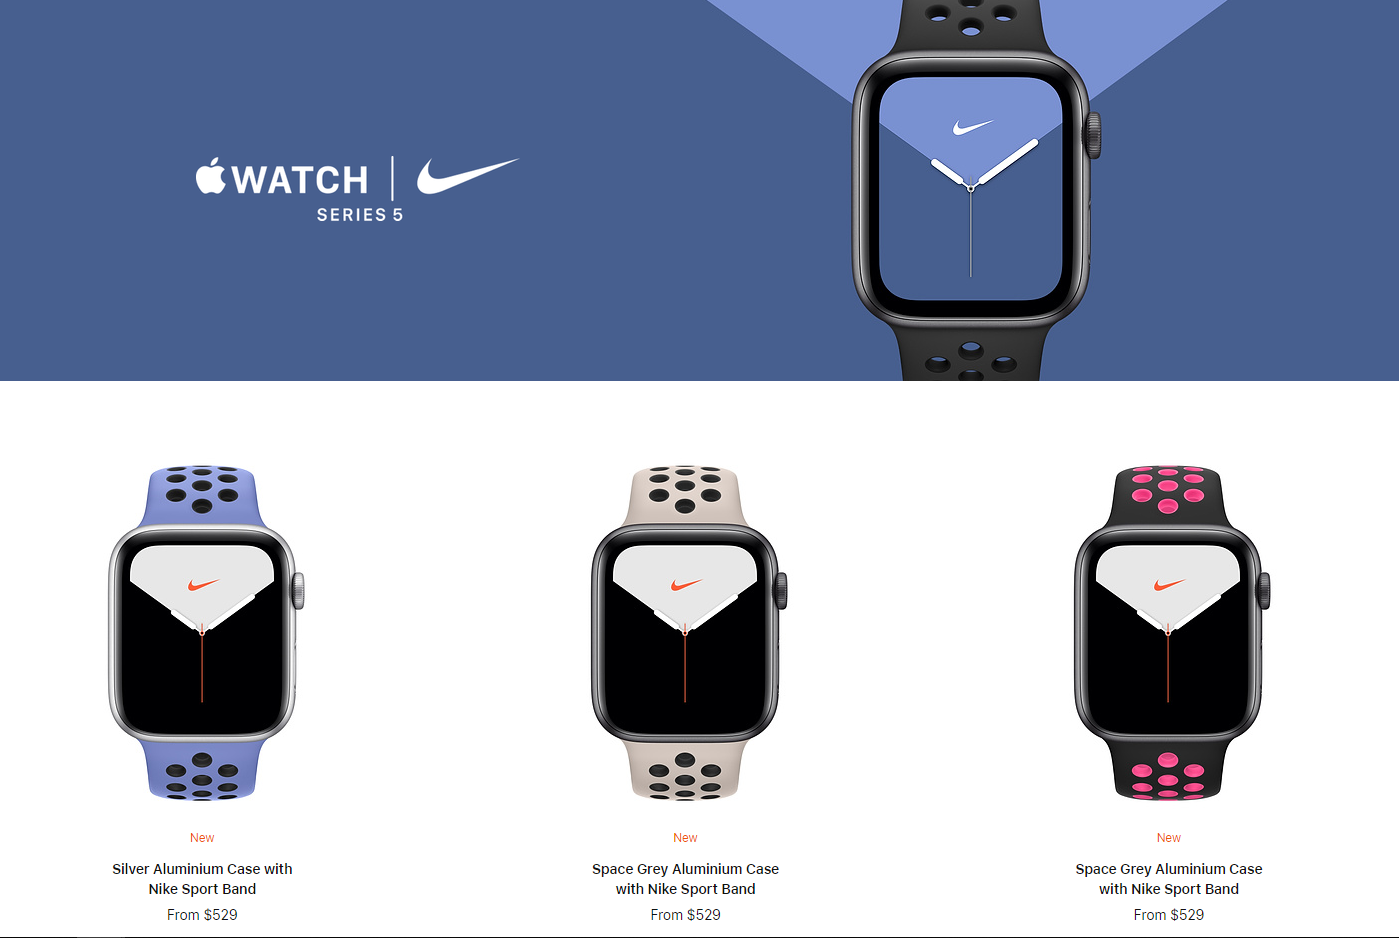 WATCH
SERIES 5
New
Silver Aluminium Case with
Nike Sport Band
From $529
New
Space Grey Aluminium Case
with Nike Sport Band
From $529
New
Space Grey Aluminium Case
with Nike Sport Band
From $529